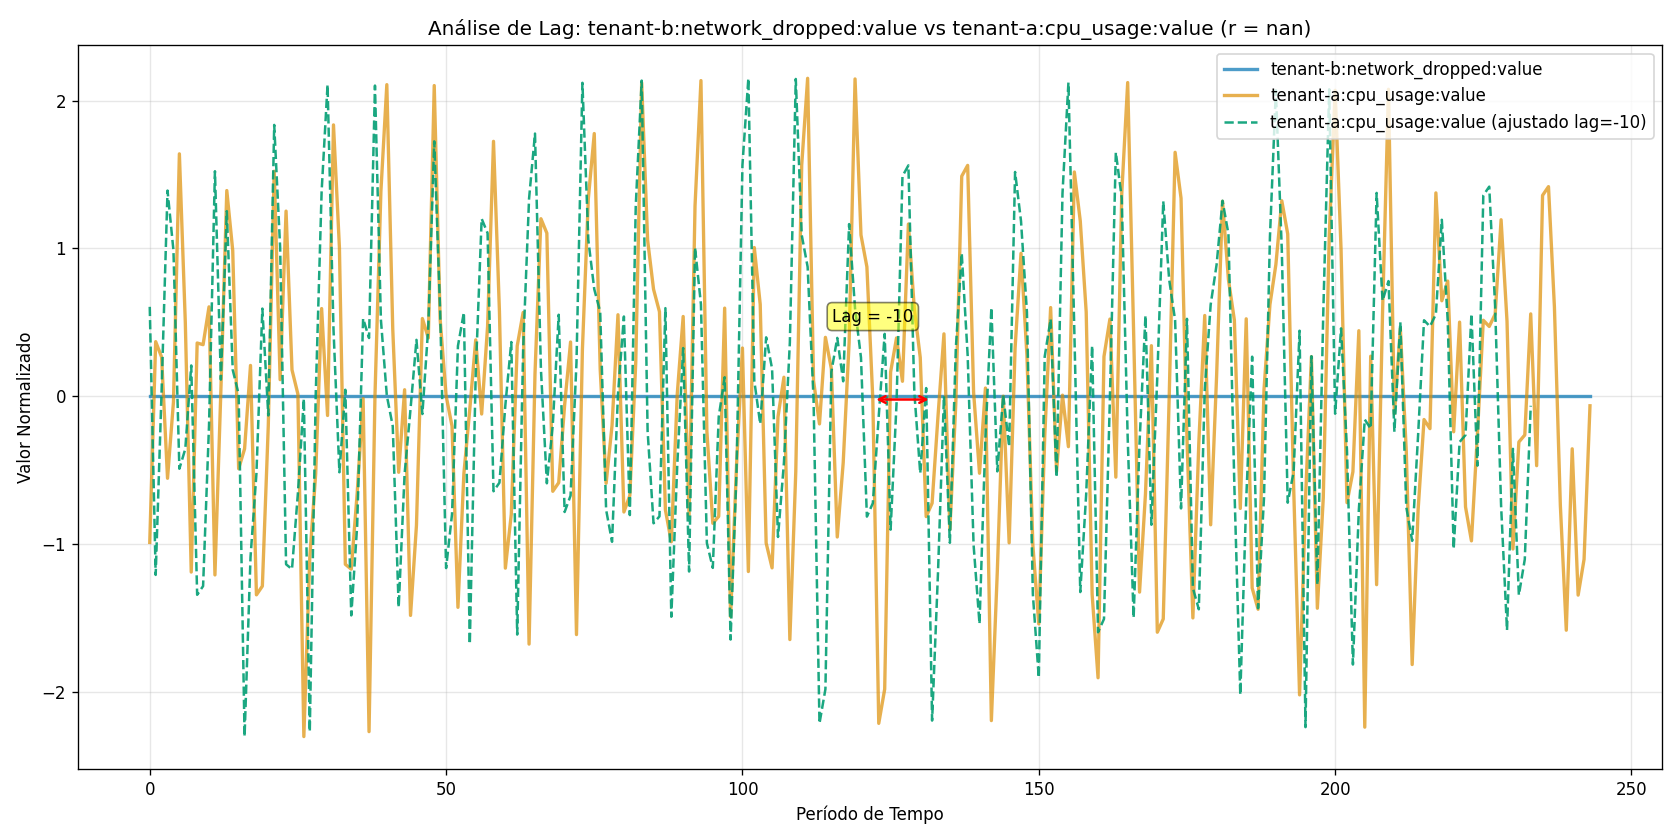 Análise de Lag: tenant-b:network_dropped:value vs tenant-a:cpu_usage:value (r = nan)
tenant-b:network_dropped:value
tenant-a:cpu_usage:value
tenant-a:cpu_usage:value (ajustado lag=-10)
Valor Normalizado
2
1
0
−1
−2
Lag = -10
0 50 100 150 200 250
Período de Tempo